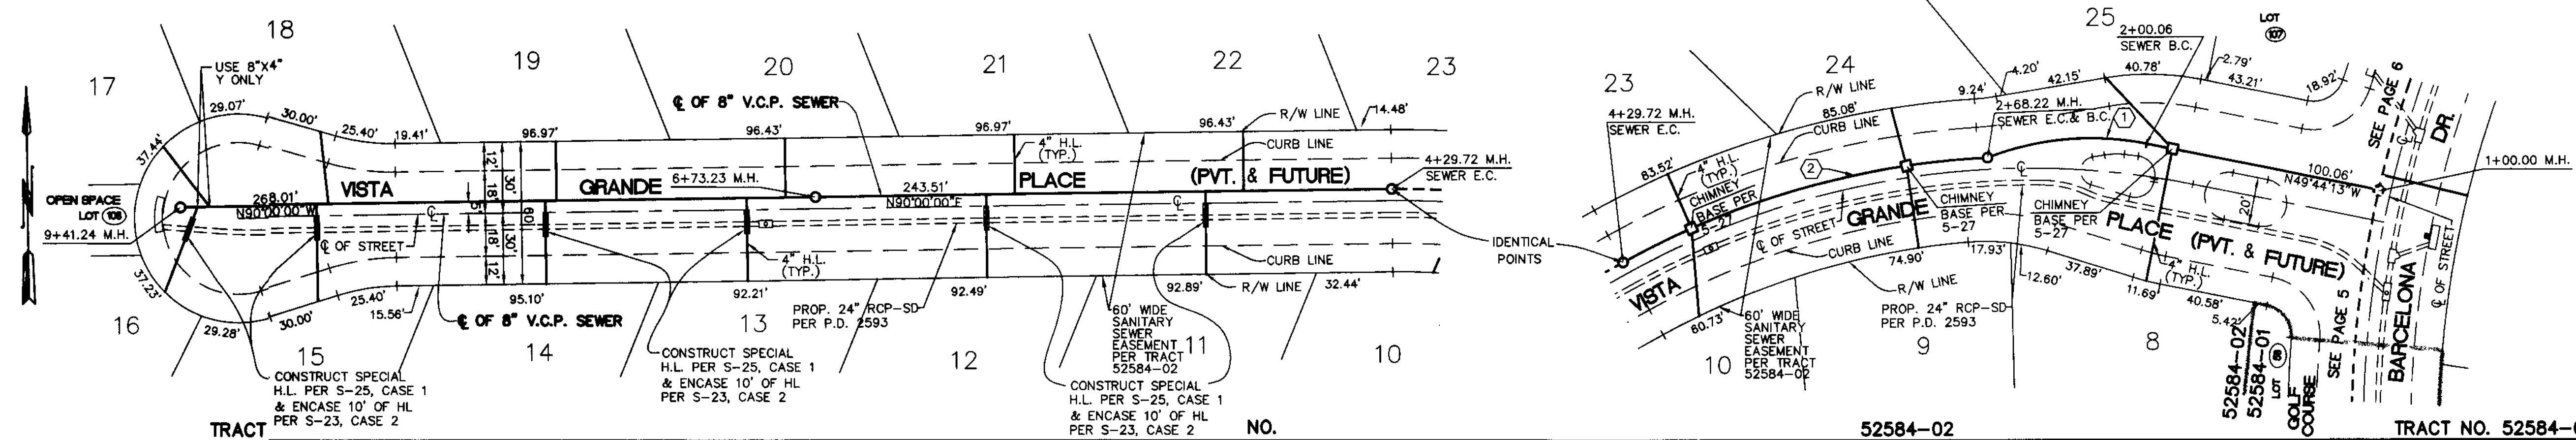 18
17
USE 8"X4"
Y ONLY
29.07'
30.00'
25.40'
19.41'
37.44'
19
96.97'
20
96.43'
21
96.97'
22
96.43'
23
14.48'
℄ OF 8" V.C.P. SEWER
R/W LINE
CURB LINE
4" H.L.
(TYP.)
12'
18'
30'
5'
60'
18'
30'
12'
OPEN SPACE
LOT 108
9+41.24 M.H.
268.01'
N90°00'00"W
VISTA
GRANDE
6+73.23 M.H.
243.51'
N90°00'00"E
PLACE
(PVT. & FUTURE)
4+29.72 M.H.
SEWER E.C.
℄
℄
℄ OF STREET
4" H.L.
(TYP.)
CURB LINE
R/W LINE
IDENTICAL
POINTS
37.23'
29.28'
30.00'
25.40'
15.56'
95.10'
92.21'
92.49'
92.89'
32.44'
16
15
14
13
12
11
10
℄ OF 8" V.C.P. SEWER
PROP. 24" RCP-SD
PER P.D. 2593
60' WIDE
SANITARY
SEWER
EASEMENT
PER TRACT
52584-02
CONSTRUCT SPECIAL
H.L. PER S-25, CASE 1
& ENCASE 10' OF HL
PER S-23, CASE 2
CONSTRUCT SPECIAL
H.L. PER S-25, CASE 1
& ENCASE 10' OF HL
PER S-23, CASE 2
CONSTRUCT SPECIAL
H.L. PER S-25, CASE 1
& ENCASE 10' OF HL
PER S-23, CASE 2
TRACT
NO.
23
24
25
LOT
107
4+29.72 M.H.
SEWER E.C.
83.52'
85.08'
R/W LINE
CURB LINE
9.24'
4.20'
42.15'
40.78'
2.79'
43.21'
18.92'
2+00.06
SEWER B.C.
2+68.22 M.H.
SEWER E.C.& B.C.
1
2
4" H.L.
(TYP.)
CHIMNEY
BASE PER
5-27
CHIMNEY
BASE PER
5-27
CHIMNEY
BASE PER
5-27
100.06'
N49°44'13"W
1+00.00 M.H.
SEE PAGE 6
SEE PAGE 5
℄
DR.
BARCELONA
℄ OF STREET
VISTA
GRANDE
PLACE (PVT. & FUTURE)
℄ OF STREET
CURB LINE
℄
20'
4" H.L.
(TYP.)
R/W LINE
60.73'
74.90'
17.93'
12.60'
37.89'
11.69'
40.58'
5.42'
60' WIDE
SANITARY
SEWER
EASEMENT
PER TRACT
52584-02
PROP. 24" RCP-SD
PER P.D. 2593
10
9
8
52584-02
52584-01
LOT
GOLF
COURSE
52584-02
TRACT NO. 52584-0